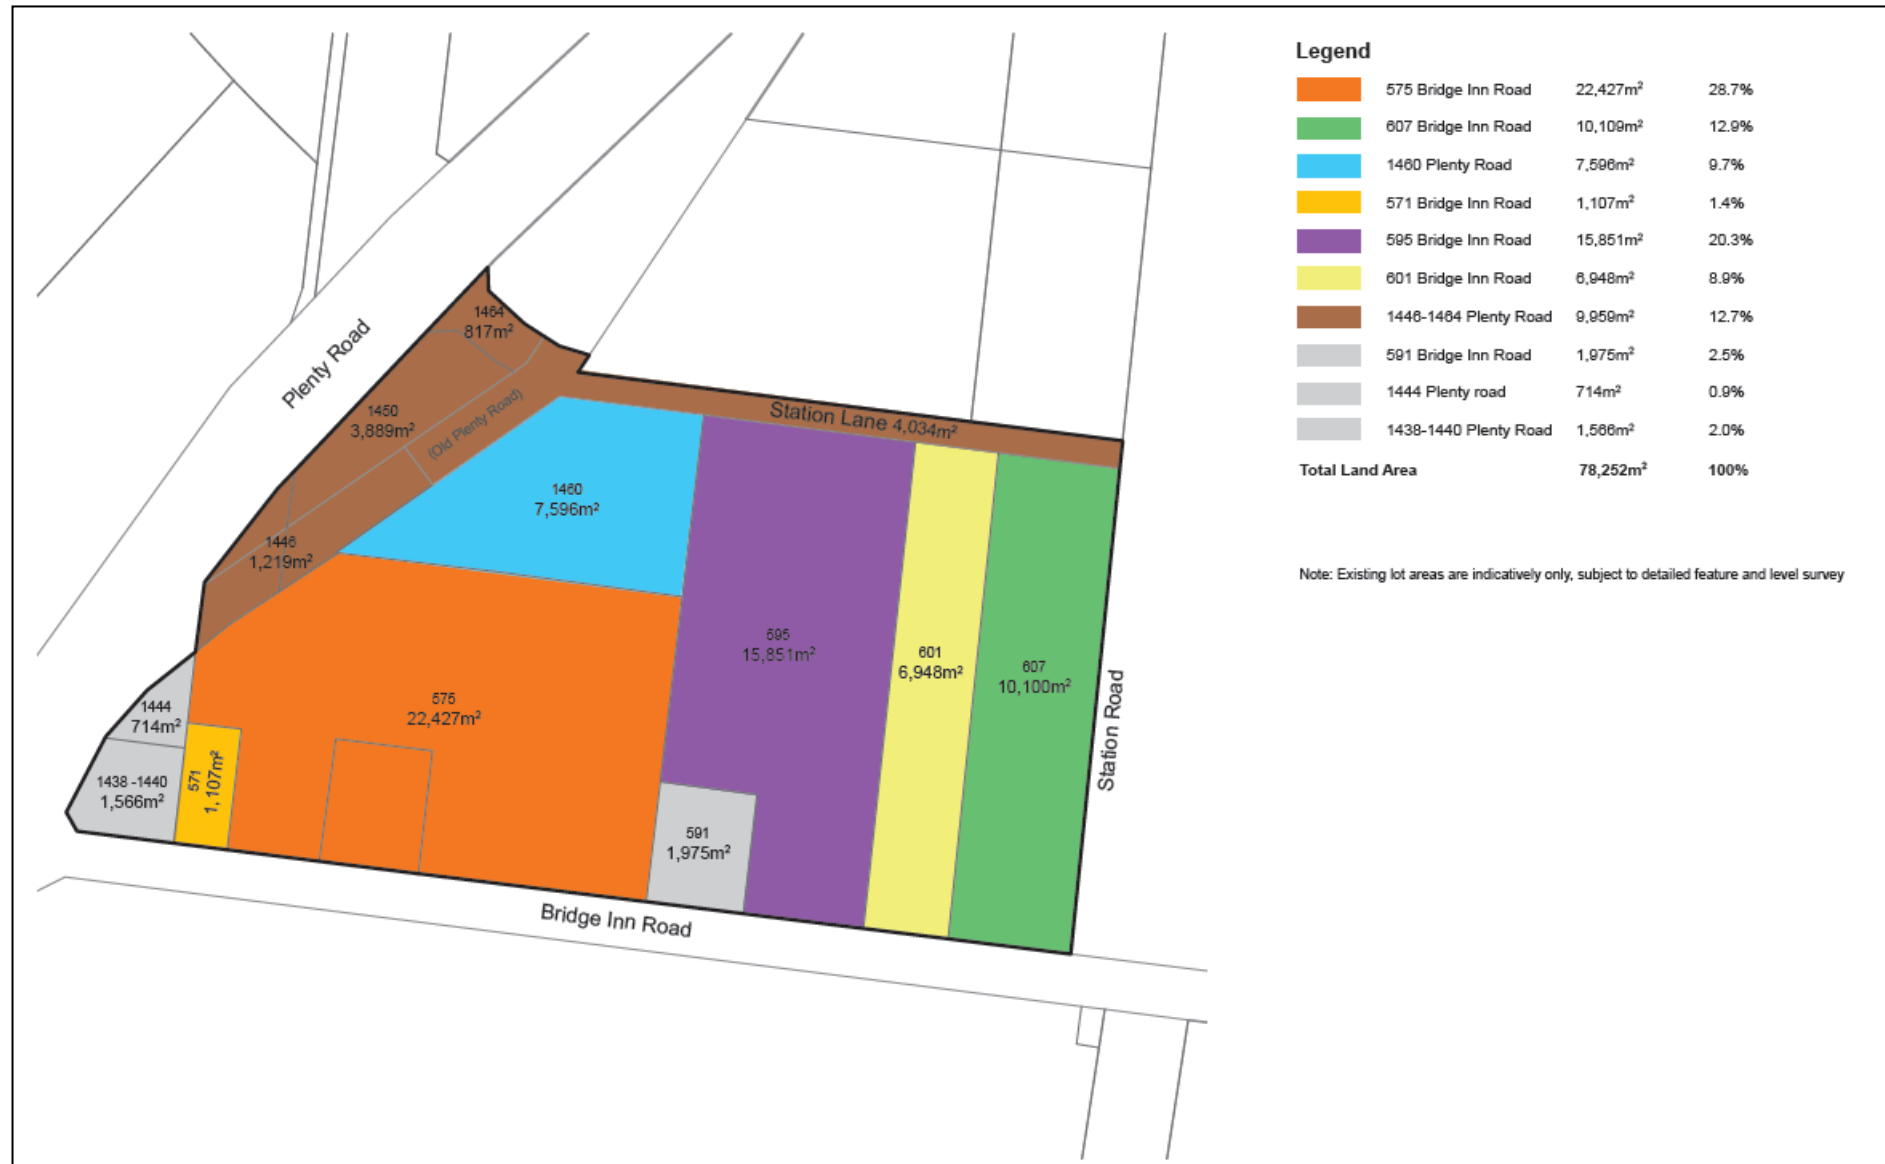 Legend
575 Bridge Inn Road 22,427m² 28.7%
607 Bridge Inn Road 10,109m² 12.9%
1460 Plenty Road 7,596m² 9.7%
571 Bridge Inn Road 1,107m² 1.4%
595 Bridge Inn Road 15,851m² 20.3%
601 Bridge Inn Road 6,948m² 8.9%
1446-1464 Plenty Road 9,959m² 12.7%
591 Bridge Inn Road 1,975m² 2.5%
1444 Plenty road 714m² 0.9%
1438-1440 Plenty Road 1,566m² 2.0%
Total Land Area 78,252m² 100%
Note: Existing lot areas are indicatively only, subject to detailed feature and level survey
Plenty Road
1464
817m²
1450
3,889m²
(Old Plenty Road)
Station Lane 4,034m²
1460
7,596m²
1446
1,219m²
595
15,851m²
601
6,948m²
607
10,100m²
Station Road
575
22,427m²
1444
714m²
1438 -1440
1,566m²
571
1,107m²
591
1,975m²
Bridge Inn Road